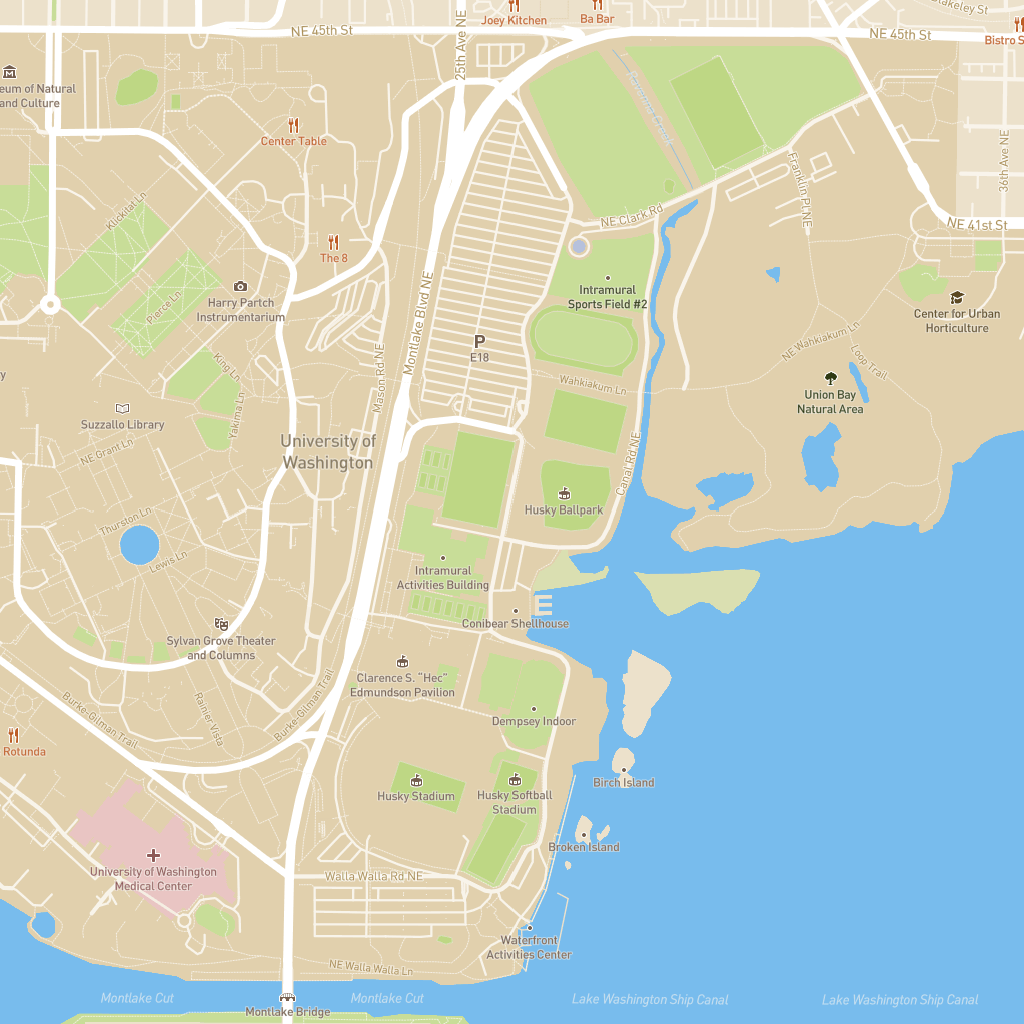 Joey Kitchen
Ba Bar
Blakeley St
NE 45th St
25th Ave NE
NE 45th St
Bistro S
eum of Natural
and Culture
Center Table
36th Ave NE
Franklin Pl NE
Klickitat Ln
NE Clark Rd
NE 41st St
The 8
Pierce Ln
Harry Partch
Instrumentarium
Intramural
Sports Field #2
Center for Urban
Horticulture
Montlake Blvd NE
P
E18
NE Wahkiakum Ln
Loop Trail
King Ln
Mason Rd NE
Wahkiakum Ln
Union Bay
Natural Area
y
Yakima Ln
Suzzallo Library
NE Grant Ln
University of
Washington
Canal Rd NE
Husky Ballpark
Thurston Ln
Lewis Ln
Intramural
Activities Building
Conibear Shellhouse
Sylvan Grove Theater
and Columns
Clarence S. "Hec"
Edmundson Pavilion
Burke-Gilman Trail
Burke-Gilman Trail
Rainier Vista
Dempsey Indoor
Rotunda
Birch Island
Husky Stadium
Husky Softball
Stadium
Broken Island
University of Washington
Medical Center
Walla Walla Rd NE
Waterfront
Activities Center
NE Walla Walla Ln
Montlake Cut
Montlake Cut
Lake Washington Ship Canal
Lake Washington Ship Canal
Montlake Bridge